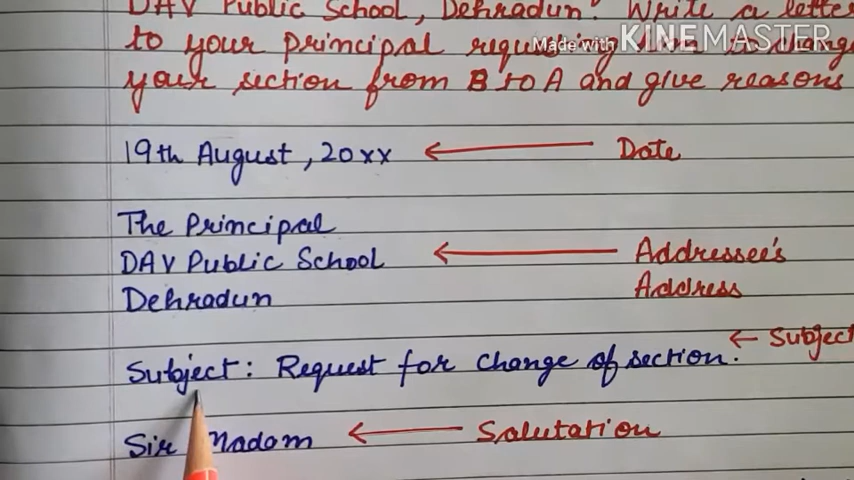 DAV Public School, Dehradun. Write a letter
to your principal requesting to change
your section from B to A and give reasons
Made with KINEMASTER
19th August, 20xx ← Date
The Principal
DAV Public School ← Addressee's
Dehradun Address
Subject: Request for change of section. ← Subject
Sir Madam ← Salutation